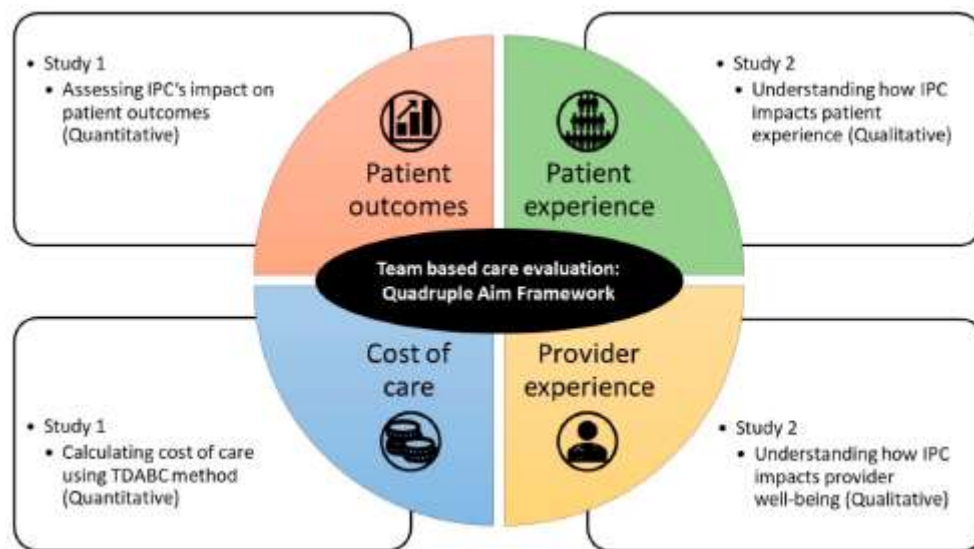 • Study 1
• Assessing IPC's impact on
patient outcomes
(Quantitative)
Patient
outcomes
Patient
experience
• Study 2
• Understanding how IPC
impacts patient
experience (Qualitative)
Team based care evaluation:
Quadruple Aim Framework
• Study 1
• Calculating cost of care
using TDABC method
(Quantitative)
Cost of
care
Provider
experience
• Study 2
• Understanding how IPC
impacts provider
well-being (Qualitative)